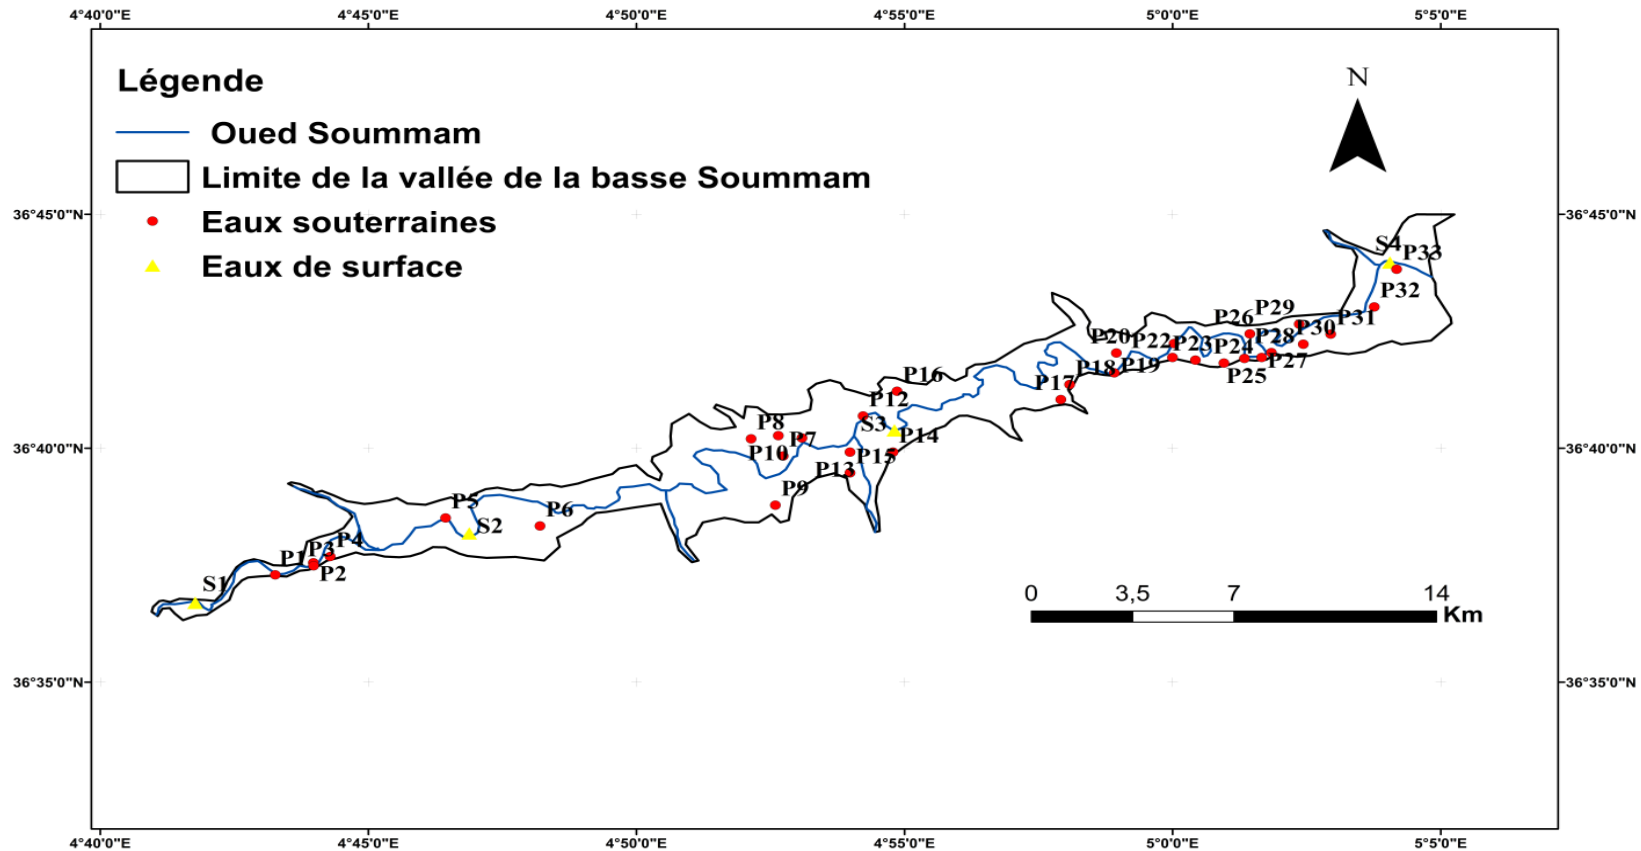 4°40'0"E 4°45'0"E 4°50'0"E 4°55'0"E 5°0'0"E 5°5'0"E
Légende
Oued Soummam
Limite de la vallée de la basse Soummam
Eaux souterraines
Eaux de surface
N
36°45'0"N 36°45'0"N
S4 P33
P32
P29
P26 P31
P30
P28
P20 P22 P23 P24
P19 P27
P18 P25
P17
P16
P12
S3
P14
P8
P7
P10 P15
P13
36°40'0"N 36°40'0"N
P9
P5
P6
S2
P4
P3
P1
P2
S1
0 3,5 7 14
Km
36°35'0"N 36°35'0"N
4°40'0"E 4°45'0"E 4°50'0"E 4°55'0"E 5°0'0"E 5°5'0"E